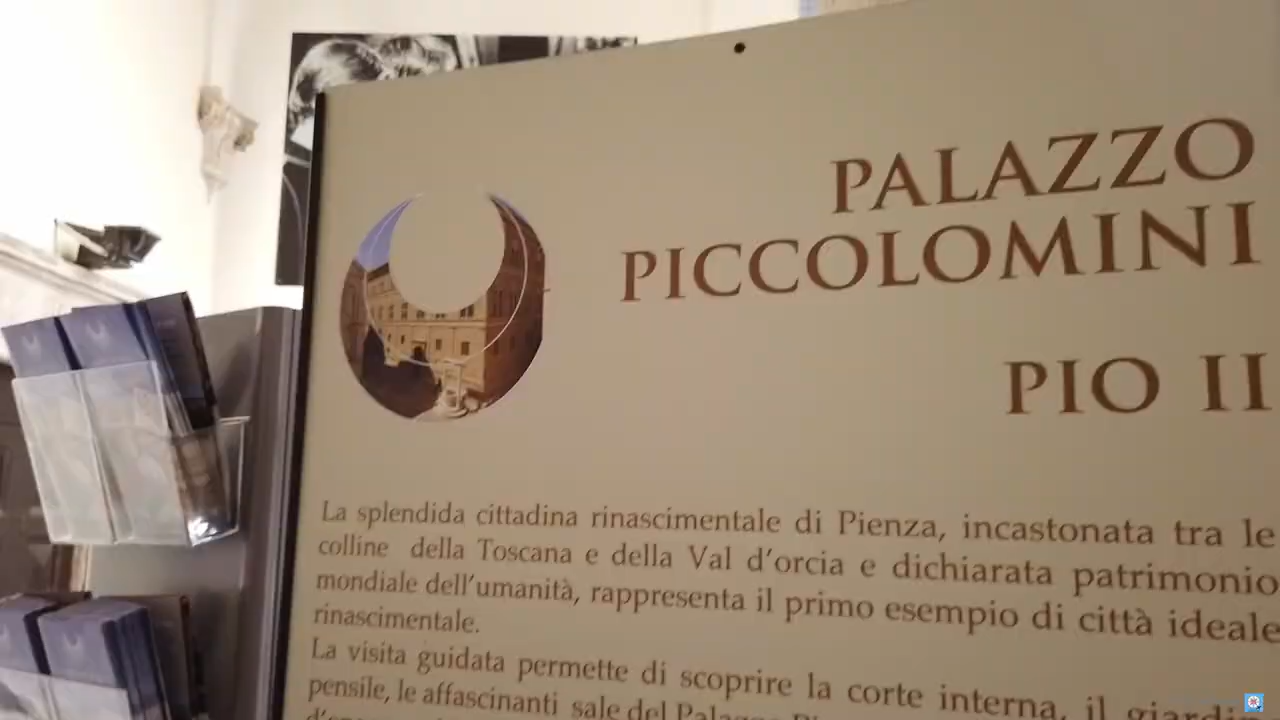 PALAZZO
PICCOLOMINI
PIO II
La splendida cittadina rinascimentale di Pienza, incastonata tra le
colline della Toscana e della Val d'orcia e dichiarata patrimonio
mondiale dell'umanità, rappresenta il primo esempio di città ideale
rinascimentale.
La visita guidata permette di scoprire la corte interna, il
pensile, le affascinanti sale del